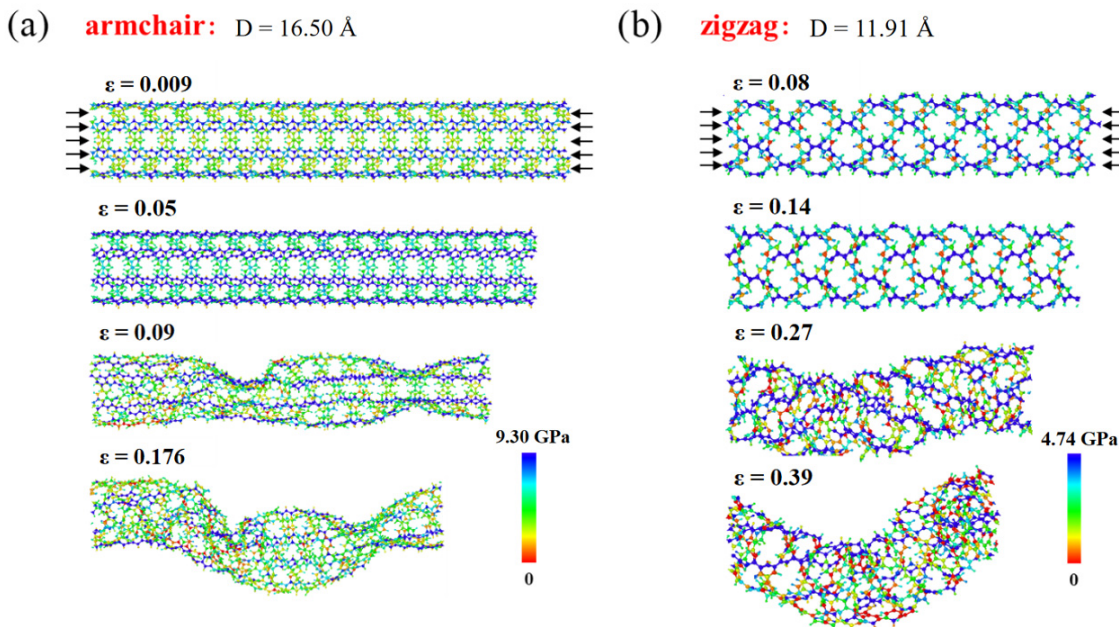 (a) armchair: D = 16.50 Å
ε = 0.009
ε = 0.05
ε = 0.09
9.30 GPa
ε = 0.176
0
(b) zigzag: D = 11.91 Å
ε = 0.08
ε = 0.14
ε = 0.27
4.74 GPa
ε = 0.39
0